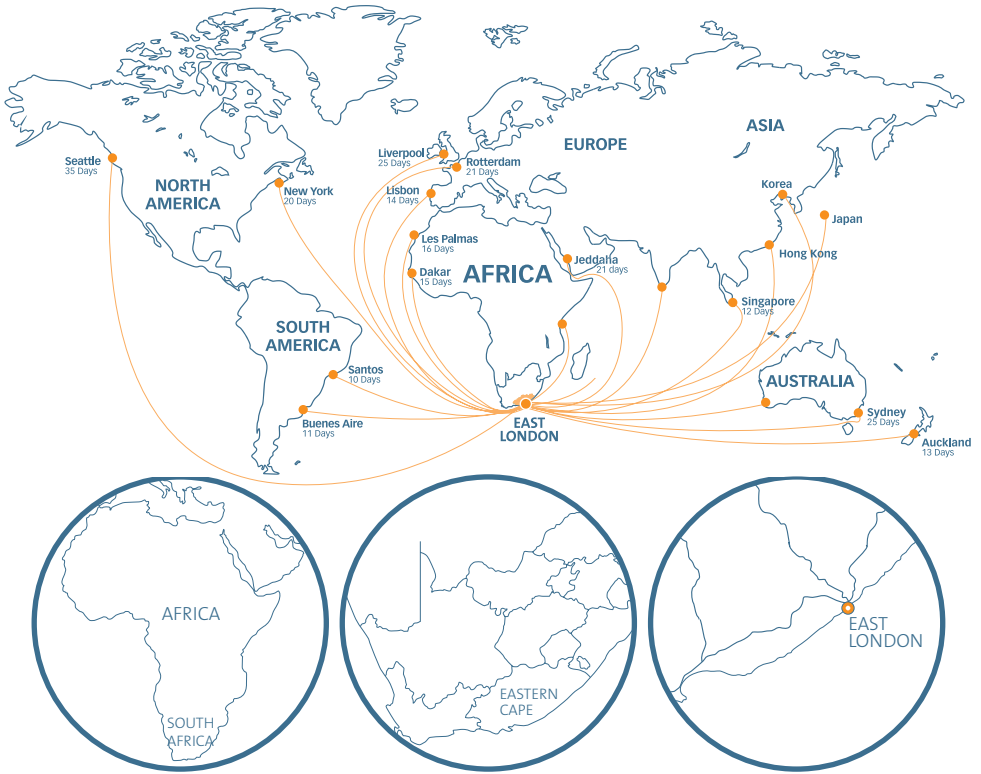 ASIA
EUROPE
Liverpool
25 Days
Rotterdam
21 Days
Seattle
35 Days
NORTH
AMERICA
New York
20 Days
Lisbon
14 Days
Korea
Japan
Les Palmas
16 Days
Hong Kong
Jeddaha
21 days
AFRICA
Dakar
15 Days
Singapore
12 Days
SOUTH
AMERICA
Santos
10 Days
AUSTRALIA
Buenes Aire
11 Days
EAST
LONDON
Sydney
25 Days
Auckland
13 Days
AFRICA
SOUTH
AFRICA
EASTERN
CAPE
EAST
LONDON